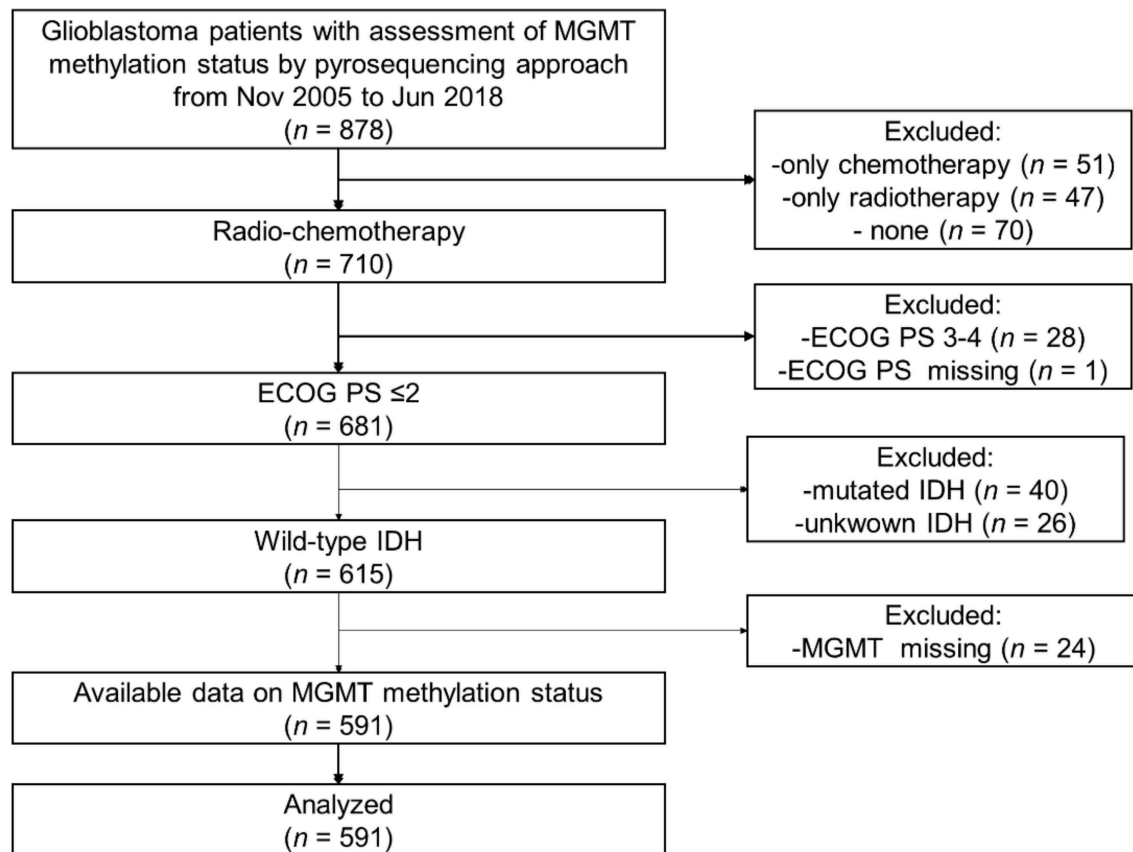 Glioblastoma patients with assessment of MGMT
methylation status by pyrosequencing approach
from Nov 2005 to Jun 2018
(n = 878)
Excluded:
-only chemotherapy (n = 51)
-only radiotherapy (n = 47)
- none (n = 70)
Radio-chemotherapy
(n = 710)
Excluded:
-ECOG PS 3-4 (n = 28)
-ECOG PS missing (n = 1)
ECOG PS ≤2
(n = 681)
Excluded:
-mutated IDH (n = 40)
-unkwown IDH (n = 26)
Wild-type IDH
(n = 615)
Excluded:
-MGMT missing (n = 24)
Available data on MGMT methylation status
(n = 591)
Analyzed
(n = 591)